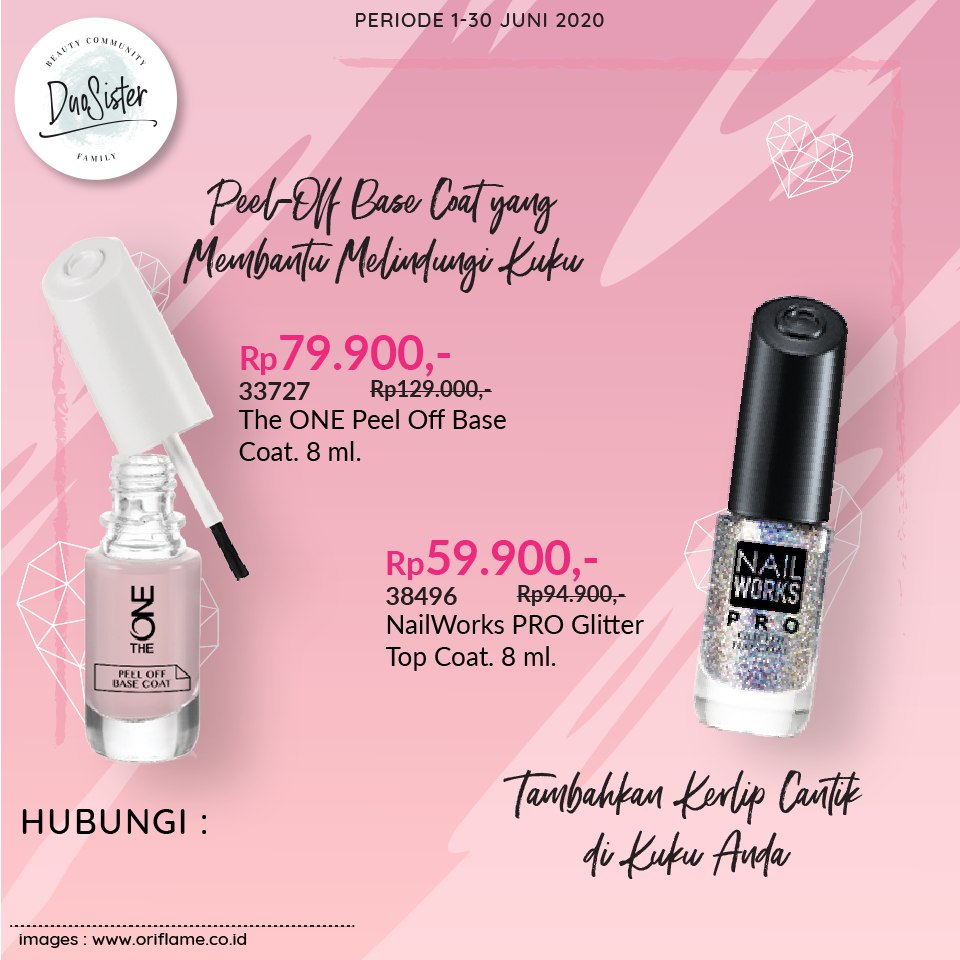 PERIODE 1-30 JUNI 2020
BEAUTY COMMUNITY
DuoSister
FAMILY
Peel-Off Base Coat yang
Membantu Melindungi Kuku
Rp79.900,-
33727 Rp129.000,-
The ONE Peel Off Base
Coat. 8 ml.
THE ONE
PEEL OFF
BASE COAT
Rp59.900,-
38496 Rp94.900,-
NailWorks PRO Glitter
Top Coat. 8 ml.
NAIL
WORKS
PRO
Tambahkan Kerlip Cantik
di Kuku Anda
HUBUNGI :
images : www.oriflame.co.id